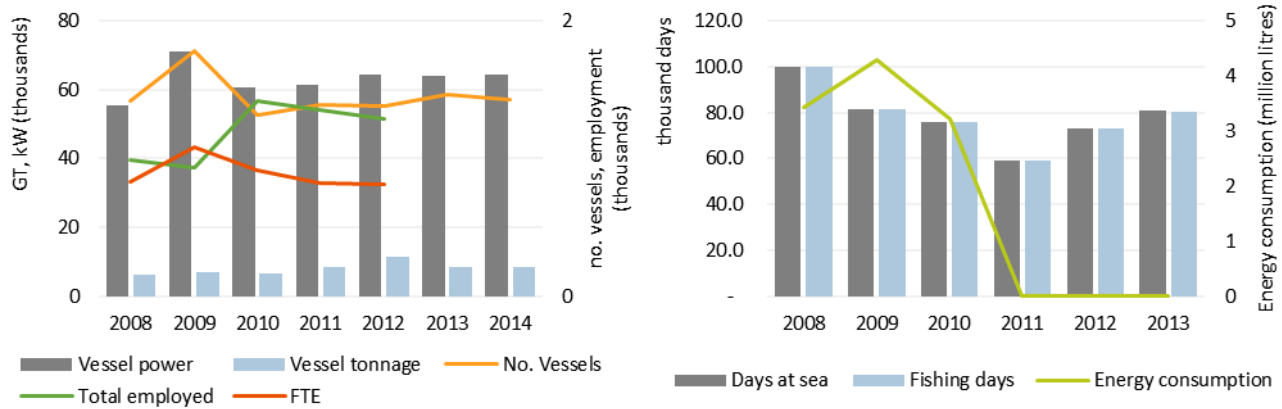 80
60
40
20
0
GT, kW (thousands)
2
0
no. vessels, employment
(thousands)
2008 2009 2010 2011 2012 2013 2014
Vessel power Vessel tonnage No. Vessels
Total employed FTE
120.0
100.0
80.0
60.0
40.0
20.0
-
thousand days
5
4
3
2
1
0
Energy consumption (million litres)
2008 2009 2010 2011 2012 2013
Days at sea Fishing days Energy consumption